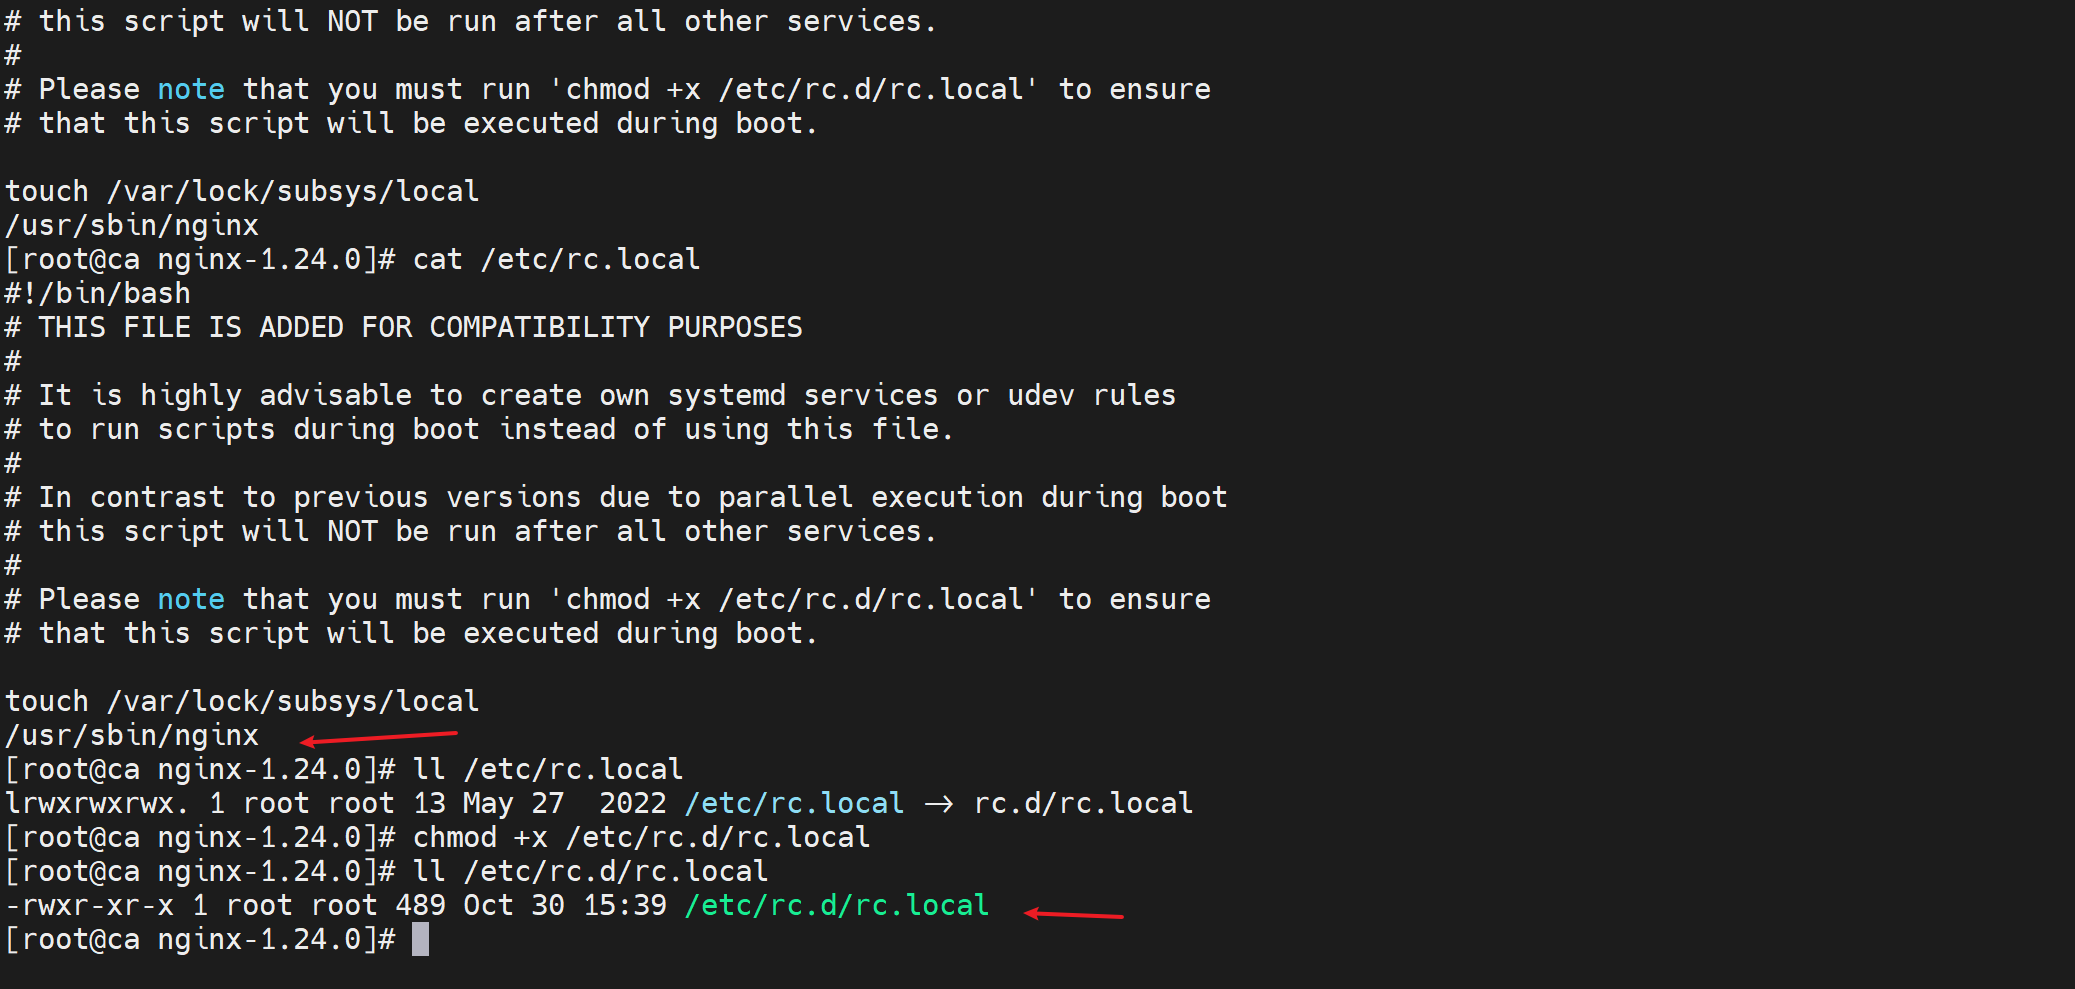 # this script will NOT be run after all other services.
#
# Please note that you must run 'chmod +x /etc/rc.d/rc.local' to ensure
# that this script will be executed during boot.

touch /var/lock/subsys/local
/usr/sbin/nginx
[root@ca nginx-1.24.0]# cat /etc/rc.local
#!/bin/bash
# THIS FILE IS ADDED FOR COMPATIBILITY PURPOSES
#
# It is highly advisable to create own systemd services or udev rules
# to run scripts during boot instead of using this file.
#
# In contrast to previous versions due to parallel execution during boot
# this script will NOT be run after all other services.
#
# Please note that you must run 'chmod +x /etc/rc.d/rc.local' to ensure
# that this script will be executed during boot.

touch /var/lock/subsys/local
/usr/sbin/nginx
[root@ca nginx-1.24.0]# ll /etc/rc.local
lrwxrwxrwx. 1 root root 13 May 27  2022 /etc/rc.local -> rc.d/rc.local
[root@ca nginx-1.24.0]# chmod +x /etc/rc.d/rc.local
[root@ca nginx-1.24.0]# ll /etc/rc.d/rc.local
-rwxr-xr-x 1 root root 489 Oct 30 15:39 /etc/rc.d/rc.local
[root@ca nginx-1.24.0]#